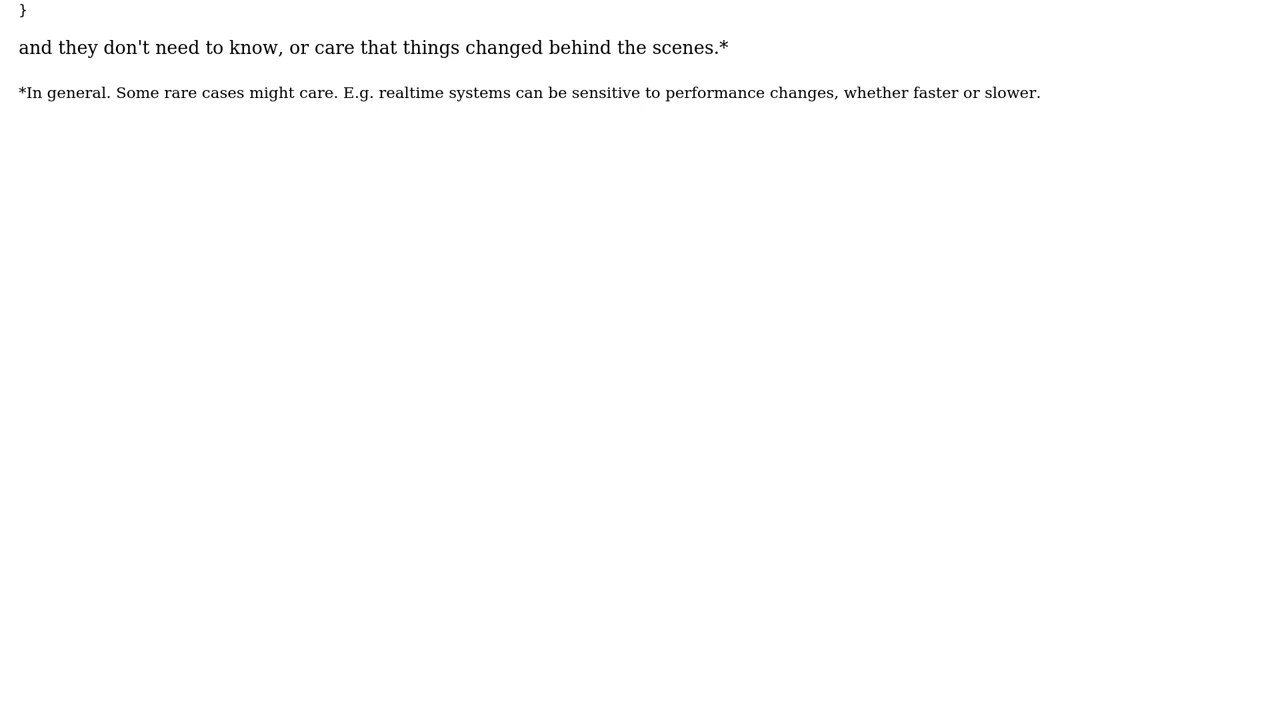 }
and they don't need to know, or care that things changed behind the scenes.*
*In general. Some rare cases might care. E.g. realtime systems can be sensitive to performance changes, whether faster or slower.